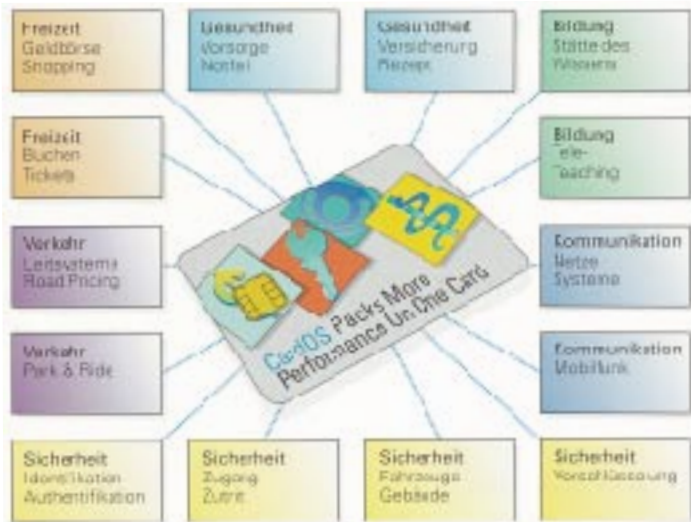 Freizeit
Geldbörse
Shopping
Gesundheit
Vorsorge
Gesundheit
Versicherung
Rezept
Bildung
Stätte des
Wissens
Freizeit
Buchen
Tickets
Bildung
Tele-
Teaching
Verkehr
Leitsysteme
Road Pricing
Kommunikation
Netze
Systeme
CardOS Packs More
Performance On One Card
Verkehr
Park & Ride
Kommunikation
Mobilfunk
Sicherheit
Identifikation
Authentifikation
Sicherheit
Zugang
Zutritt
Sicherheit
Fahrzeuge
Gebäude
Sicherheit
Verschlüsselung